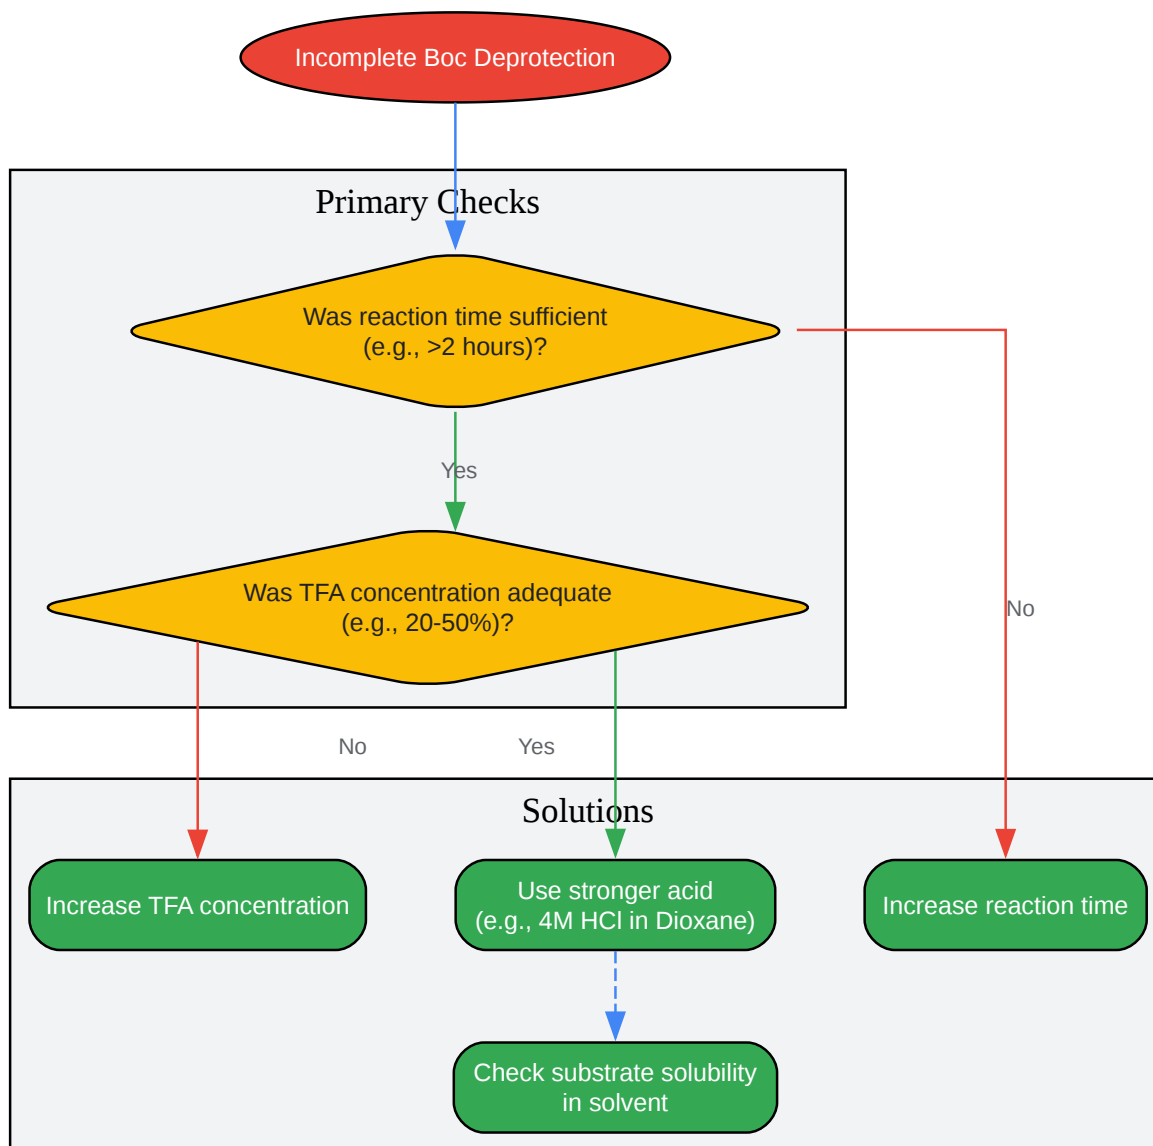 Incomplete Boc Deprotection
Primary Checks
Was reaction time sufficient
(e.g., >2 hours)?
Yes
Was TFA concentration adequate
(e.g., 20-50%)?
No
No
Yes
Solutions
Increase TFA concentration
Use stronger acid
(e.g., 4M HCl in Dioxane)
Increase reaction time
Check substrate solubility
in solvent